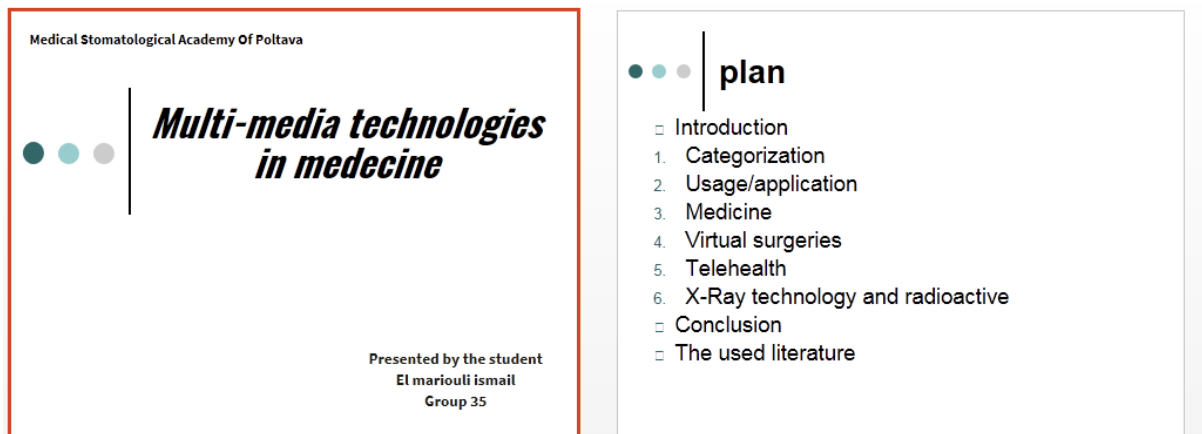 Medical Stomatological Academy Of Poltava
Multi-media technologies
in medecine
Presented by the student
El mariouli ismail
Group 35
plan
□ Introduction
1. Categorization
2. Usage/application
3. Medicine
4. Virtual surgeries
5. Telehealth
6. X-Ray technology and radioactive
□ Conclusion
□ The used literature